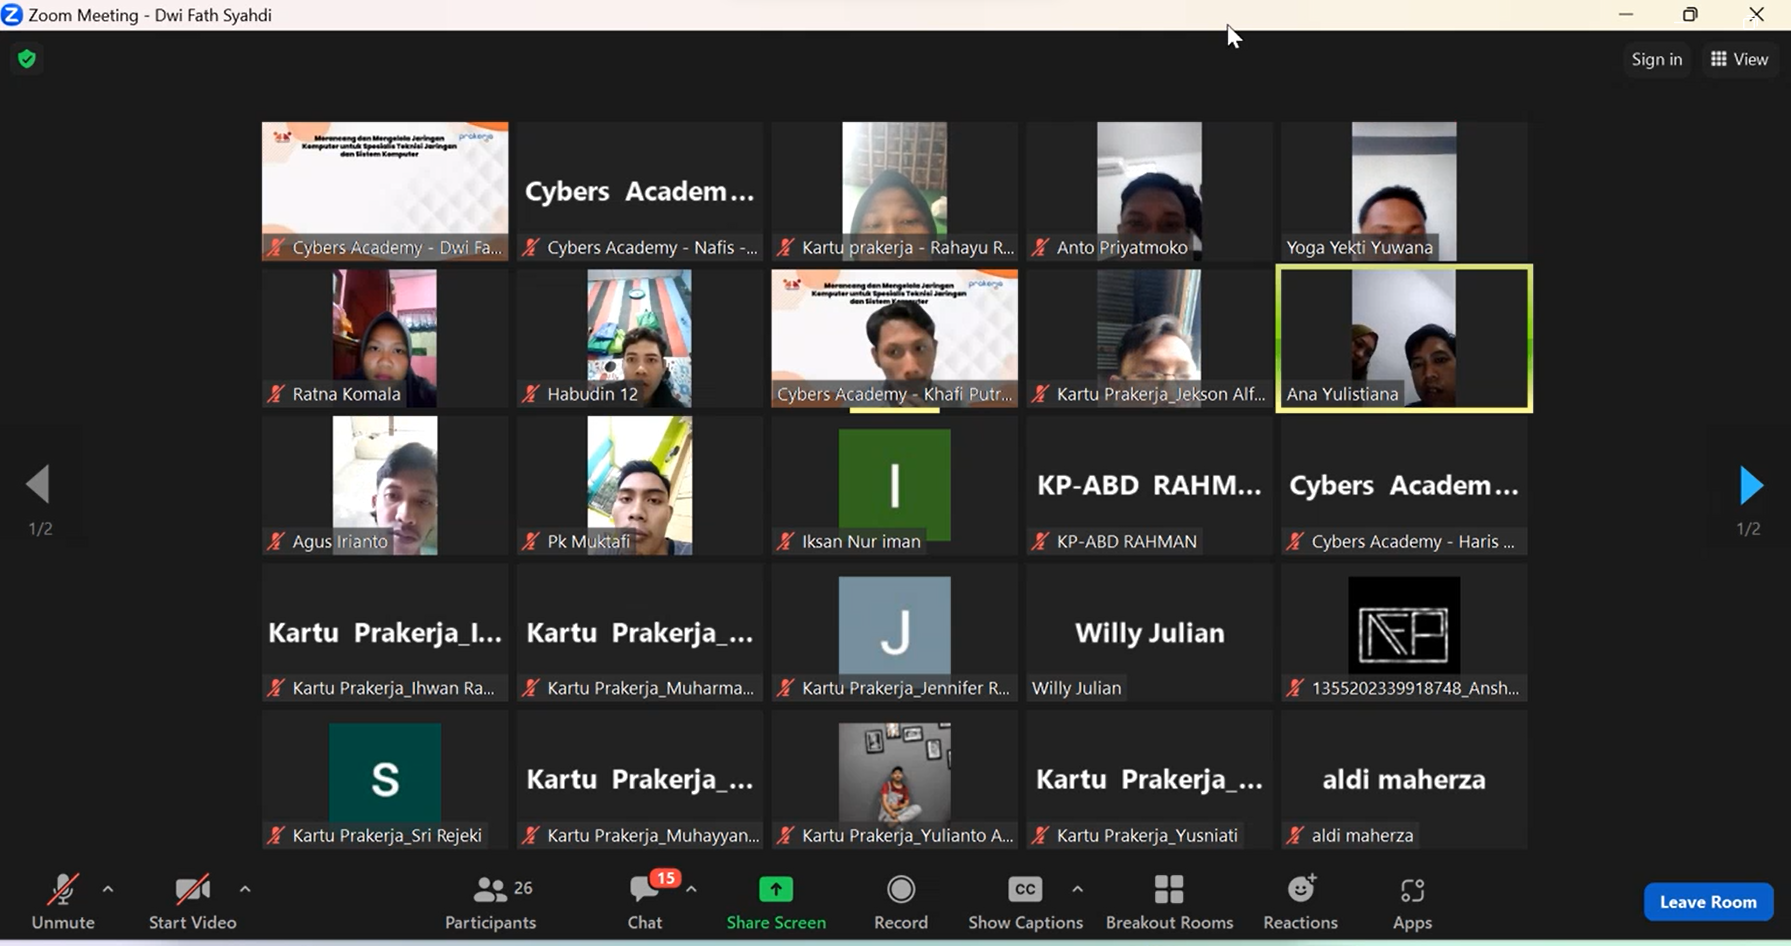 Zoom Meeting - Dwi Fath Syahdi
Sign in
View
Merancang dan Mengelola Jaringan
Komputer untuk Spesialis Teknisi Jaringan
dan Sistem Komputer
prakerja
Cybers Academy - Dwi Fa...
Cybers Academ...
Cybers Academy - Nafis -...
Kartu prakerja - Rahayu R...
Anto Priyatmoko
Yoga Yekti Yuwana
Ratna Komala
Habudin 12
Merancang dan Mengelola Jaringan
Komputer untuk Spesialis Teknisi Jaringan
dan Sistem Komputer
prakerja
Cybers Academy - Khafi Putr...
Kartu Prakerja_Jekson Alf...
Ana Yulistiana
1/2
Agus Irianto
Pk Muktafi
I
Iksan Nur iman
KP-ABD RAHM...
KP-ABD RAHMAN
Cybers Academ...
Cybers Academy - Haris ...
1/2
Kartu Prakerja_I...
Kartu Prakerja_Ihwan Ra...
Kartu Prakerja_...
Kartu Prakerja_Muharma...
J
Kartu Prakerja_Jennifer R...
Willy Julian
Willy Julian
1355202339918748_Ansh...
S
Kartu Prakerja_Sri Rejeki
Kartu Prakerja_...
Kartu Prakerja_Muhayyan...
Kartu Prakerja_Yulianto A...
Kartu Prakerja_...
Kartu Prakerja_Yusniati
aldi maherza
aldi maherza
Unmute
Start Video
26
Participants
15
Chat
Share Screen
Record
CC
Show Captions
Breakout Rooms
Reactions
Apps
Leave Room